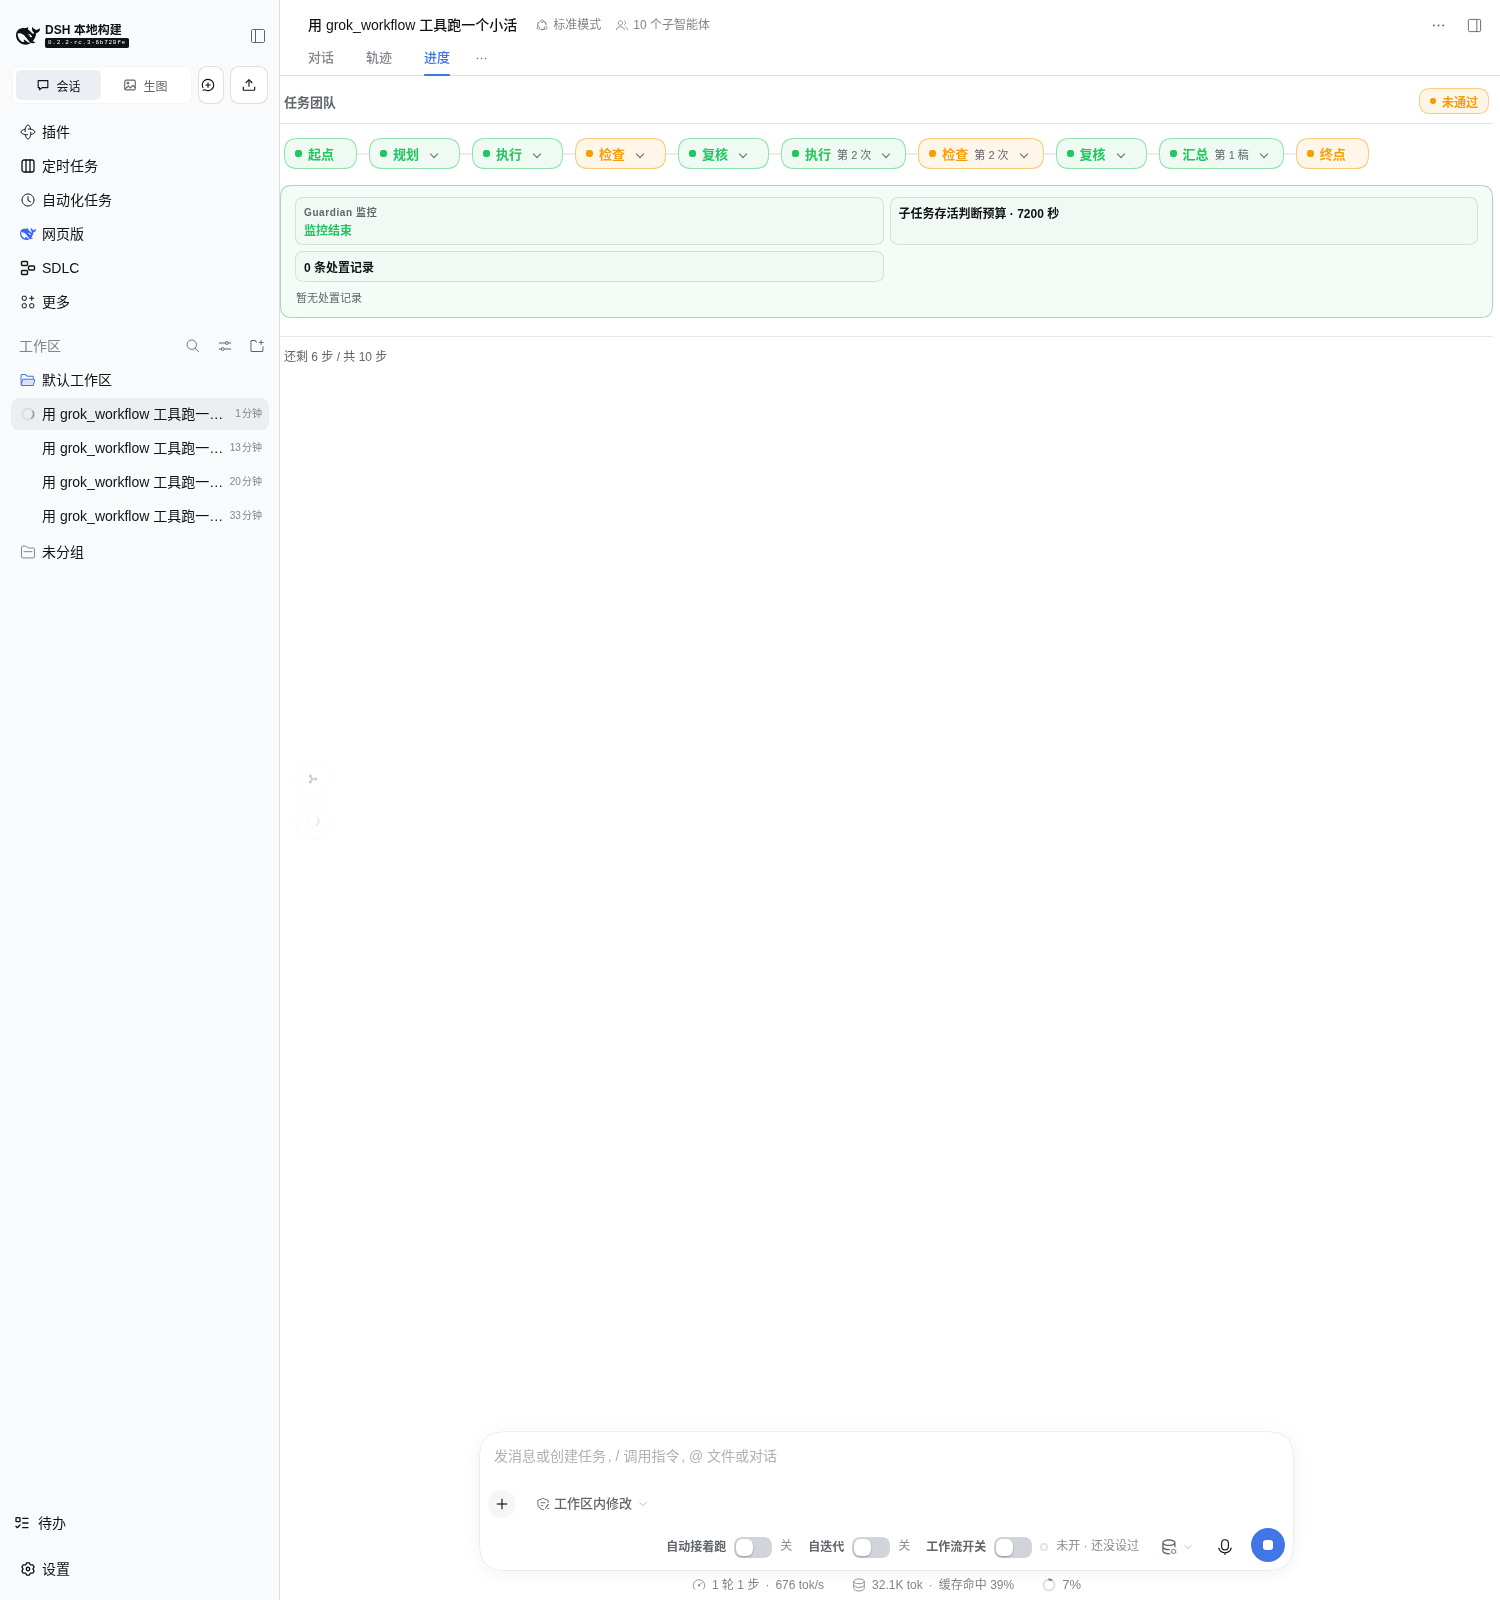 DSH 本地构建
0.2.2-rc.3-6b729fe
会话
生图
插件
定时任务
自动化任务
网页版
SDLC
更多
工作区
默认工作区
用 grok_workflow 工具跑一… 1分钟
用 grok_workflow 工具跑一… 13分钟
用 grok_workflow 工具跑一… 20分钟
用 grok_workflow 工具跑一… 33分钟
未分组
待办
设置
用 grok_workflow 工具跑一个小活 标准模式 10 个子智能体
对话 轨迹 进度 …
任务团队 未通过
起点 规划 执行 检查 复核 执行 第 2 次 检查 第 2 次 复核 汇总 第 1 稿 终点
Guardian 监控
监控结束
子任务存活判断预算 · 7200 秒
0 条处置记录
暂无处置记录
还剩 6 步 / 共 10 步
发消息或创建任务, / 调用指令, @ 文件或对话
工作区内修改
自动接着跑 关 自迭代 关 工作流开关 未开 · 还没设过
1 轮 1 步 · 676 tok/s 32.1K tok · 缓存命中 39% 7%